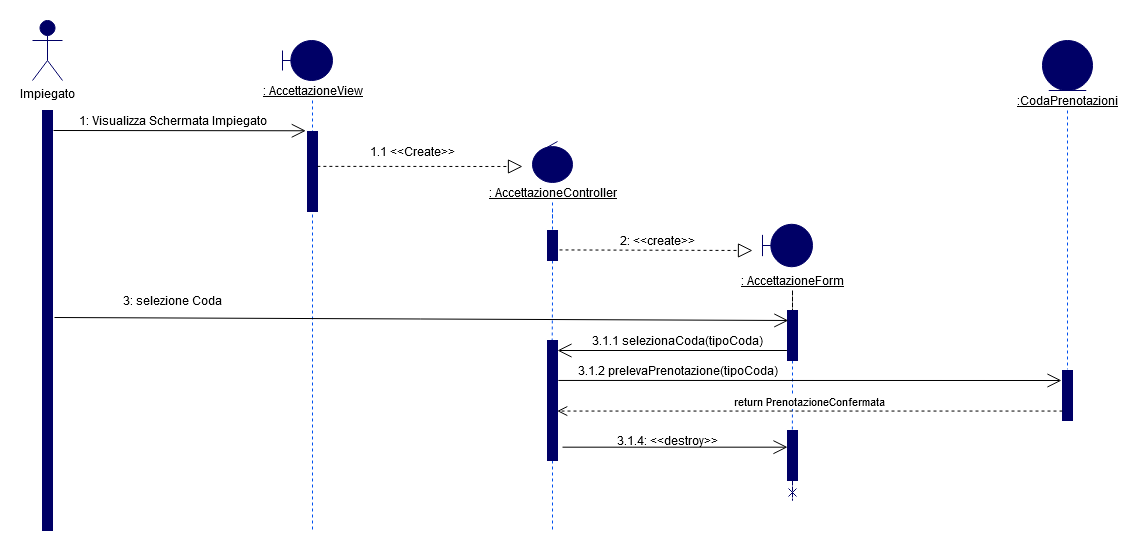 Impiegato
: AccettazioneView
:CodaPrenotazioni
1: Visualizza Schermata Impiegato
1.1 <<Create>>
: AccettazioneController
2: <<create>>
: AccettazioneForm
3: selezione Coda
3.1.1 selezionaCoda(tipoCoda)
3.1.2 prelevaPrenotazione(tipoCoda)
return PrenotazioneConfermata
3.1.4: <<destroy>>